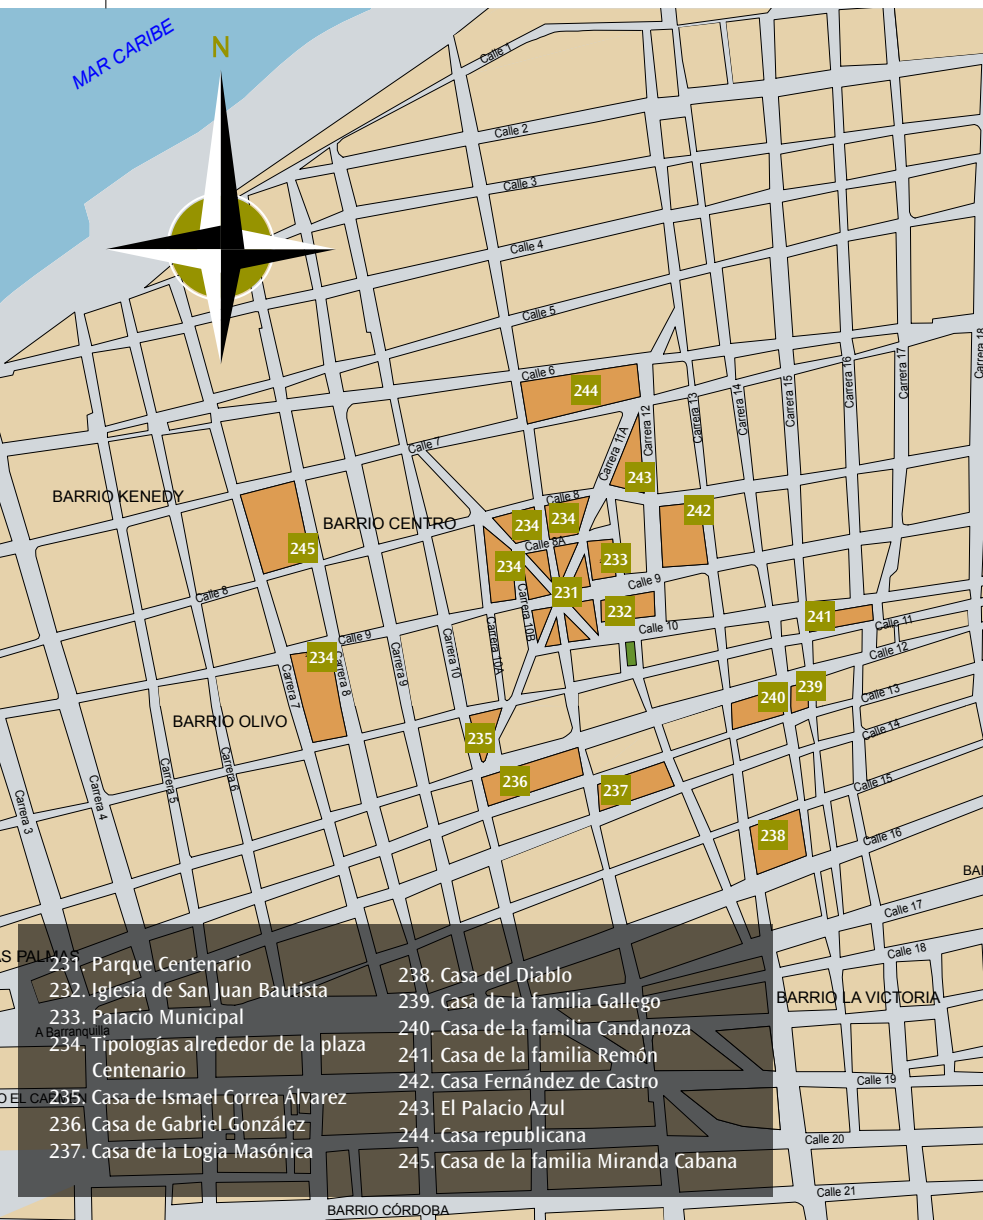 MAR CARIBE
N
Calle 1
Calle 2
Calle 3
Calle 4
Calle 5
Calle 6
244
Carrera 18
Carrera 17
Carrera 16
Carrera 15
Carrera 14
Carrera 13
Carrera 12
Carrera 11A
Calle 7
243
BARRIO KENEDY
BARRIO CENTRO
Calle 8
234
234
242
245
Calle 8A
234
233
Calle 9
231
232
Calle 8
Calle 10
241
Calle 11
Calle 9
234
Carrera 7
Carrera 8
Carrera 9
Carrera 10
Carrera 10A
Carrera 10B
Calle 12
239
240
Calle 13
BARRIO OLIVO
235
Calle 14
Carrera 3
Carrera 4
Carrera 5
Carrera 6
236
237
Calle 15
238
Calle 16
BA
Calle 17
Calle 18
AS PALMAS
BARRIO LA VICTORIA
A Barranquilla
O EL CARMEN
Calle 19
Calle 20
Calle 21
BARRIO CÓRDOBA
231. Parque Centenario
232. Iglesia de San Juan Bautista
233. Palacio Municipal
234. Tipologías alrededor de la plaza
Centenario
235. Casa de Ismael Correa Álvarez
236. Casa de Gabriel González
237. Casa de la Logia Masónica
238. Casa del Diablo
239. Casa de la familia Gallego
240. Casa de la familia Candanoza
241. Casa de la familia Remón
242. Casa Fernández de Castro
243. El Palacio Azul
244. Casa republicana
245. Casa de la familia Miranda Cabana